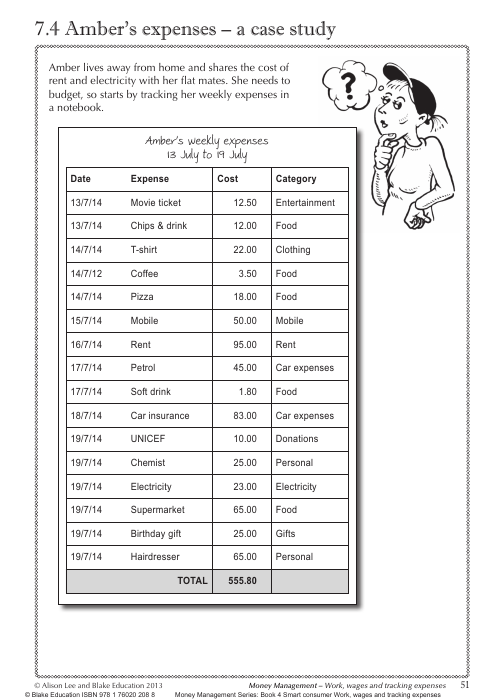 7.4 Amber's expenses – a case study
Amber lives away from home and shares the cost of
rent and electricity with her flat mates. She needs to
budget, so starts by tracking her weekly expenses in
a notebook.
?
Amber's weekly expenses
13 July to 19 July
Date Expense Cost Category
13/7/14 Movie ticket 12.50 Entertainment
13/7/14 Chips & drink 12.00 Food
14/7/14 T-shirt 22.00 Clothing
14/7/12 Coffee 3.50 Food
14/7/14 Pizza 18.00 Food
15/7/14 Mobile 50.00 Mobile
16/7/14 Rent 95.00 Rent
17/7/14 Petrol 45.00 Car expenses
17/7/14 Soft drink 1.80 Food
18/7/14 Car insurance 83.00 Car expenses
19/7/14 UNICEF 10.00 Donations
19/7/14 Chemist 25.00 Personal
19/7/14 Electricity 23.00 Electricity
19/7/14 Supermarket 65.00 Food
19/7/14 Birthday gift 25.00 Gifts
19/7/14 Hairdresser 65.00 Personal
TOTAL 555.80
© Alison Lee and Blake Education 2013 Money Management – Work, wages and tracking expenses 51
© Blake Education ISBN 978 1 76020 208 8 Money Management Series: Book 4 Smart consumer Work, wages and tracking expenses